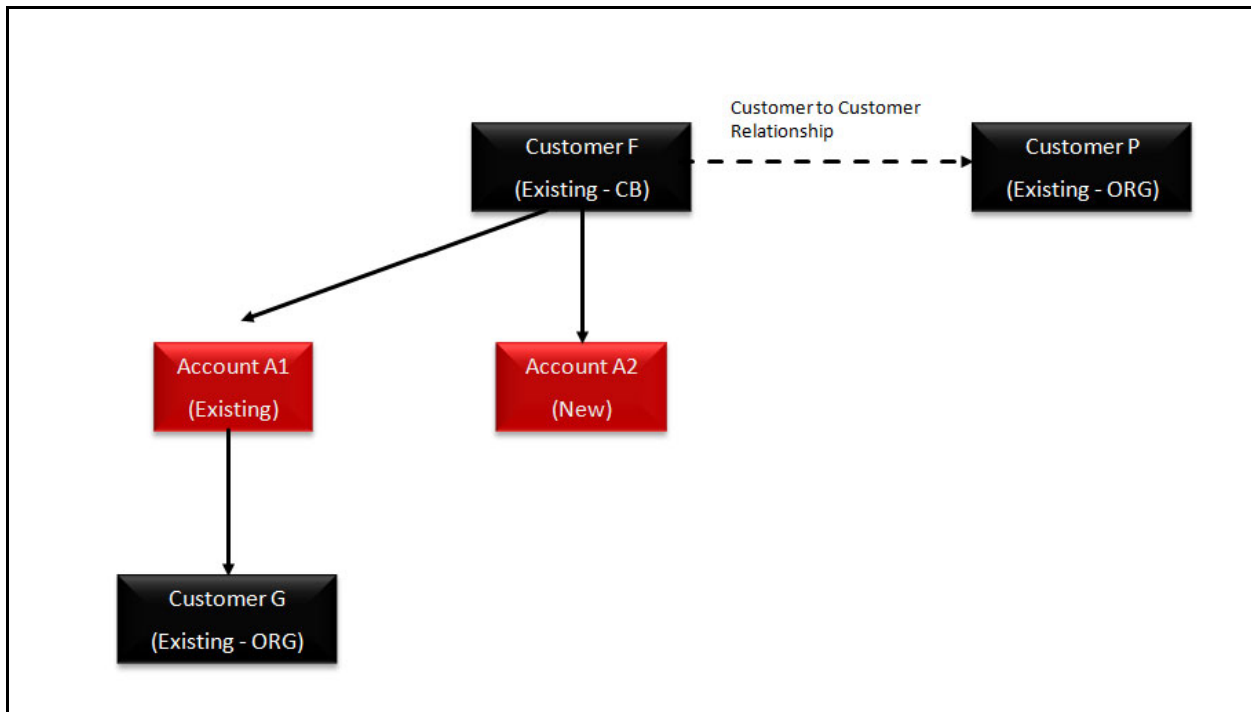 Customer to Customer
Relationship
Customer F
(Existing - CB)
Customer P
(Existing - ORG)
Account A1
(Existing)
Account A2
(New)
Customer G
(Existing - ORG)